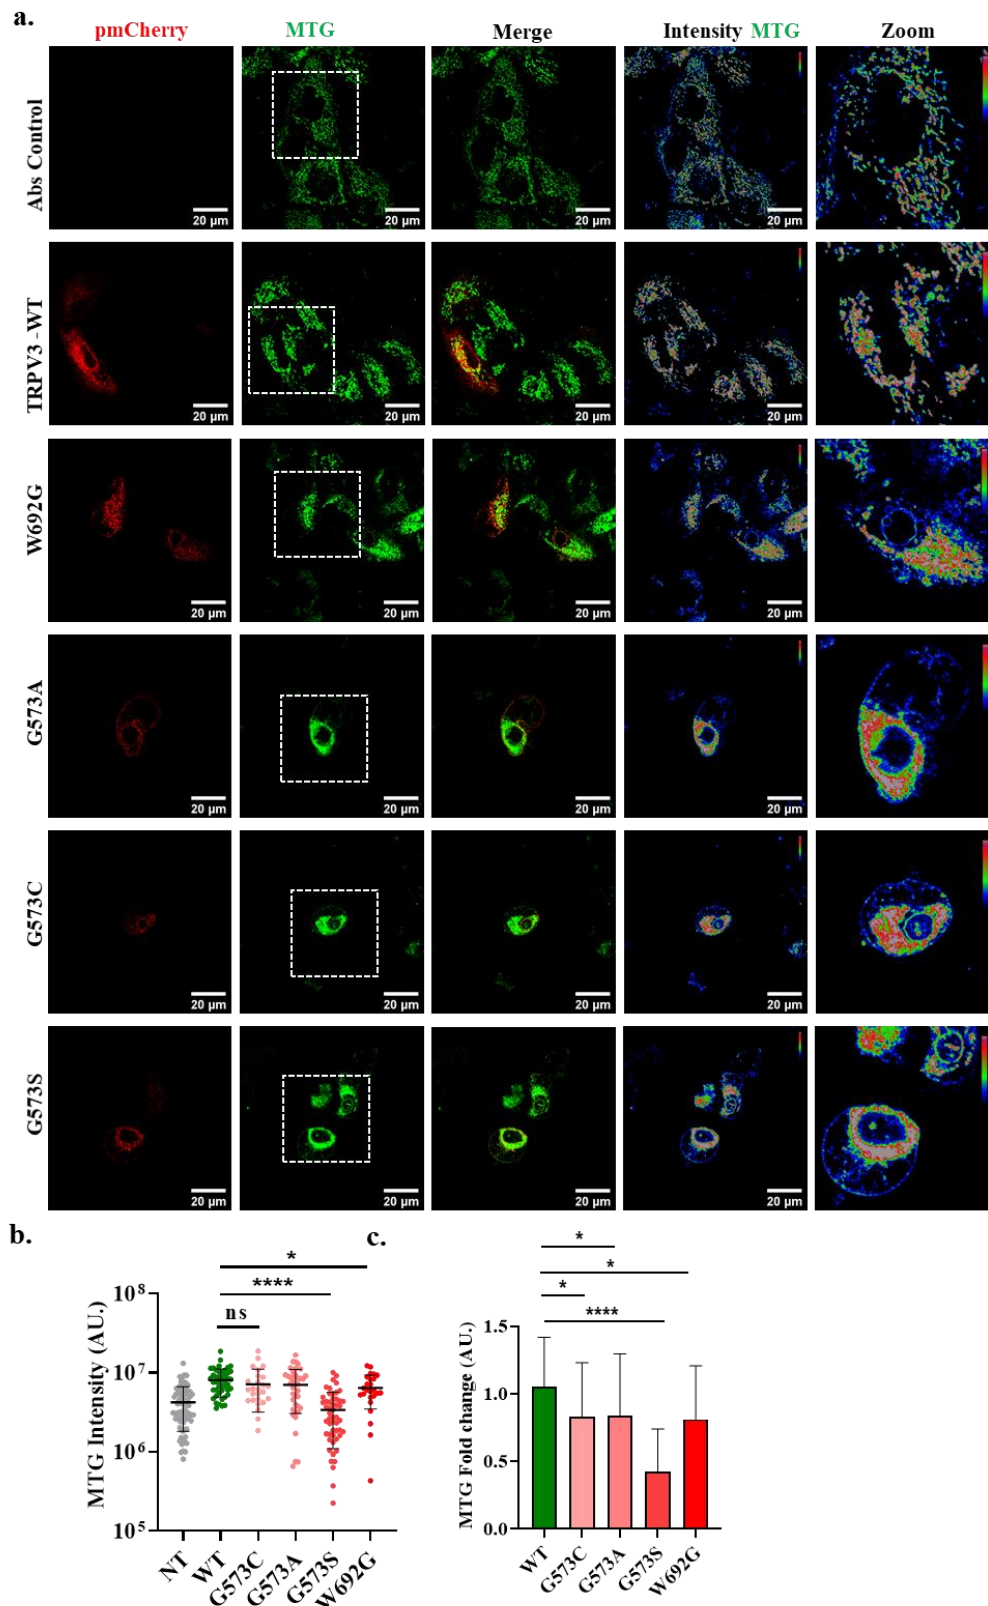 a.
pmCherry MTG Merge Intensity MTG Zoom
Abs Control
20 µm 20 µm 20 µm 20 µm
TRPV3 -WT
20 µm 20 µm 20 µm 20 µm
W692G
20 µm 20 µm 20 µm 20 µm
G573A
20 µm 20 µm 20 µm 20 µm
G573C
20 µm 20 µm 20 µm 20 µm
G573S
20 µm 20 µm 20 µm 20 µm
b.
*
****
ns
MTG Intensity (AU.)
10⁸
10⁷
10⁶
10⁵
NT WT G573C G573A G573S W692G
c.
*
*
*
****
MTG Fold change (AU.)
1.5
1.0
0.5
0.0
WT G573C G573A G573S W692G